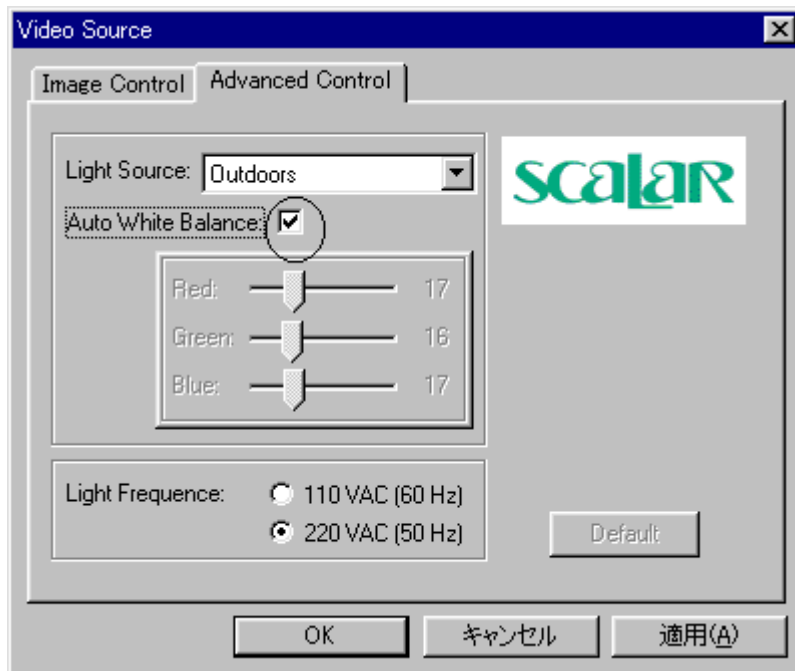 Video Source
Image Control
Advanced Control
Light Source: Outdoors
scalar
Auto White Balance:
Red: 17
Green: 16
Blue: 17
Light Frequence: 110 VAC (60 Hz)
220 VAC (50 Hz)
Default
OK
キャンセル
適用(A)